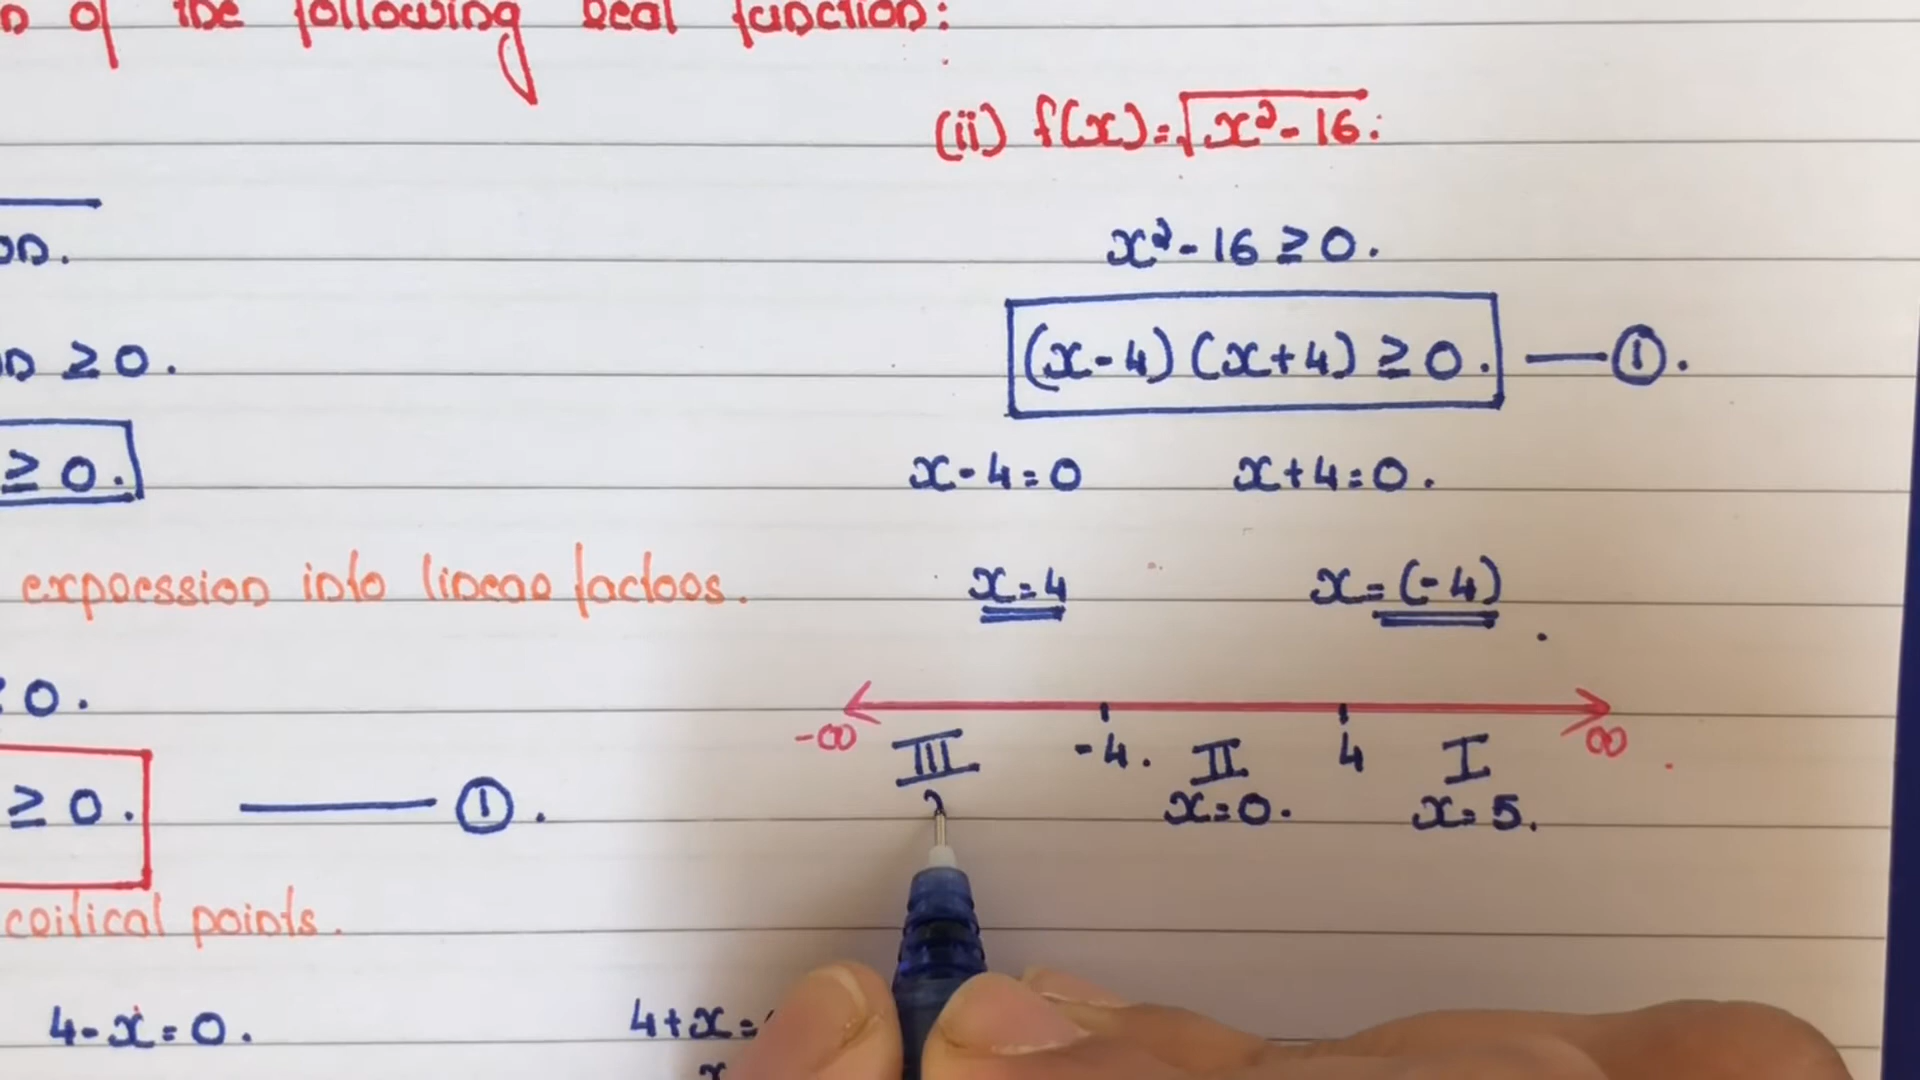 of the following Real function:
(ii) f(x)=√x²-16:
x²-16≥0.
≥0.
(x-4)(x+4)≥0. — ①.
≥0.
x-4=0 x+4=0.
expression into linear factors.
x=4 x=(-4)
0.
-∞ III -4. II 4 I ∞
≥0. — ①.
x=0. x=5.
critical points.
4-x=0. 4+x=
x